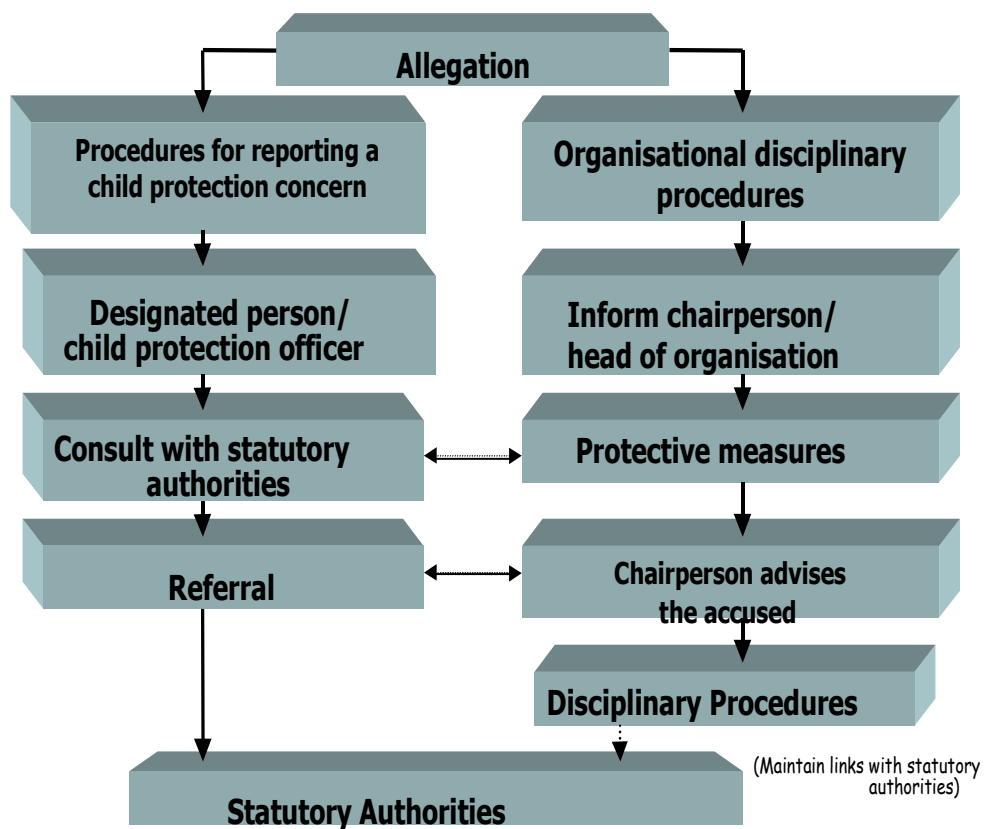 Allegation
Procedures for reporting a
child protection concern
Organisational disciplinary
procedures
Designated person/
child protection officer
Inform chairperson/
head of organisation
Consult with statutory
authorities
Protective measures
Referral
Chairperson advises
the accused
Disciplinary Procedures
(Maintain links with statutory
authorities)
Statutory Authorities